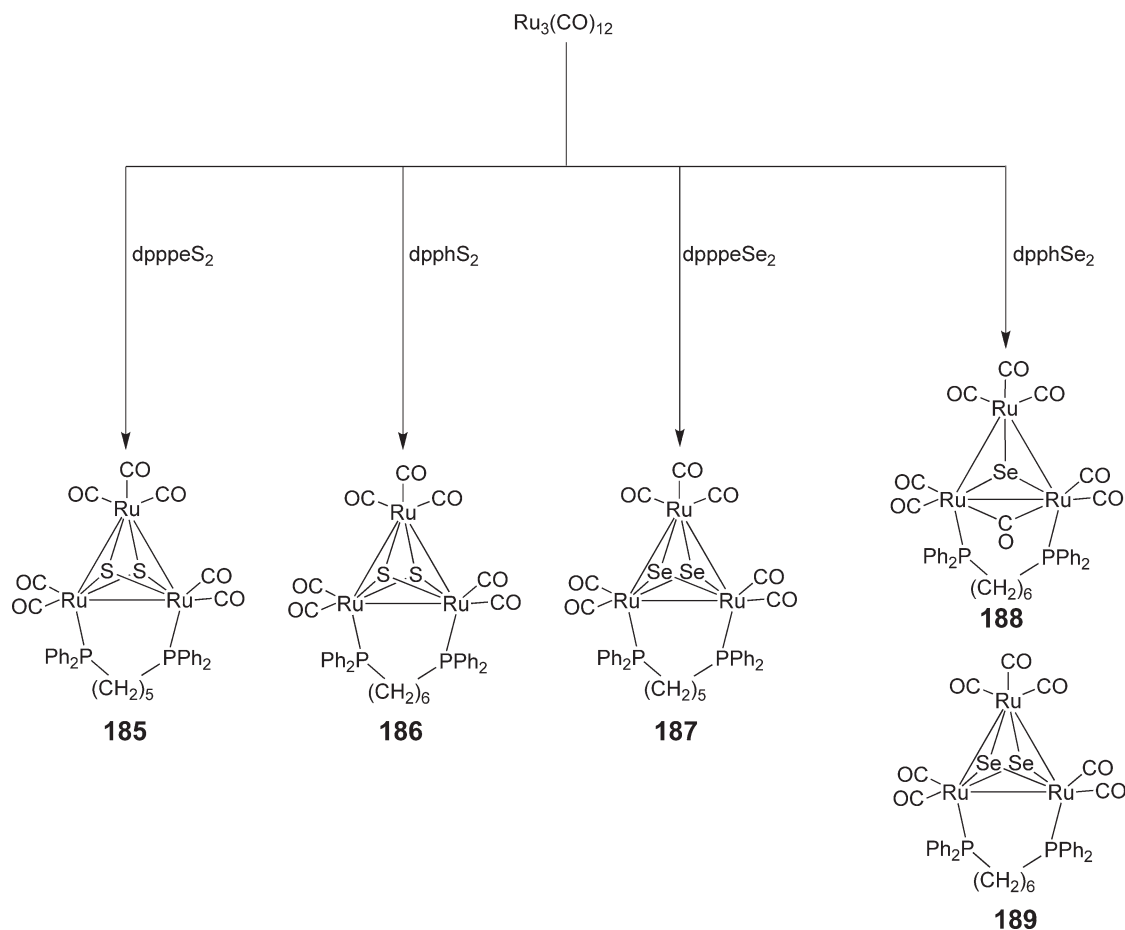 Ru3(CO)12
dpppeS2
dpphS2
dpppeSe2
dpphSe2
CO
OC CO
Ru
Se
OC Ru Ru CO
OC CO
C
O
Ph2P PPh2
(CH2)6
188
CO
OC CO
Ru
S S
OC CO
OC Ru Ru CO
Ph2P PPh2
(CH2)5
185
CO
OC CO
Ru
S S
OC CO
OC Ru Ru CO
Ph2P PPh2
(CH2)6
186
CO
OC CO
Ru
Se Se
OC CO
OC Ru Ru CO
Ph2P PPh2
(CH2)5
187
CO
OC CO
Ru
Se Se
OC CO
OC Ru Ru CO
Ph2P PPh2
(CH2)6
189